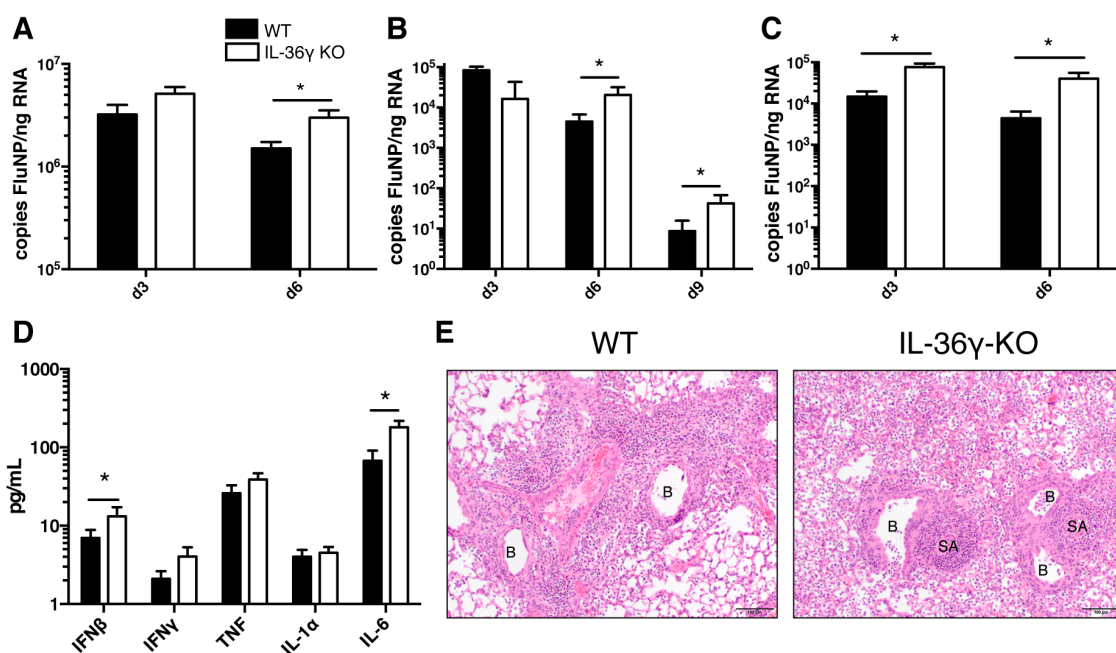 A
WT
IL-36γ KO
copies FluNP/ng RNA
10⁷
10⁶
10⁵
*
d3
d6
B
copies FluNP/ng RNA
10⁵
10⁴
10³
10²
10¹
10⁰
*
*
d3
d6
d9
C
copies FluNP/ng RNA
10⁵
10⁴
10³
10²
10¹
10⁰
*
*
d3
d6
D
pg/mL
1000
100
10
1
*
*
IFNβ
IFNγ
TNF
IL-1α
IL-6
E
WT
B
B
IL-36γ-KO
B
SA
B
SA
B
100 µm